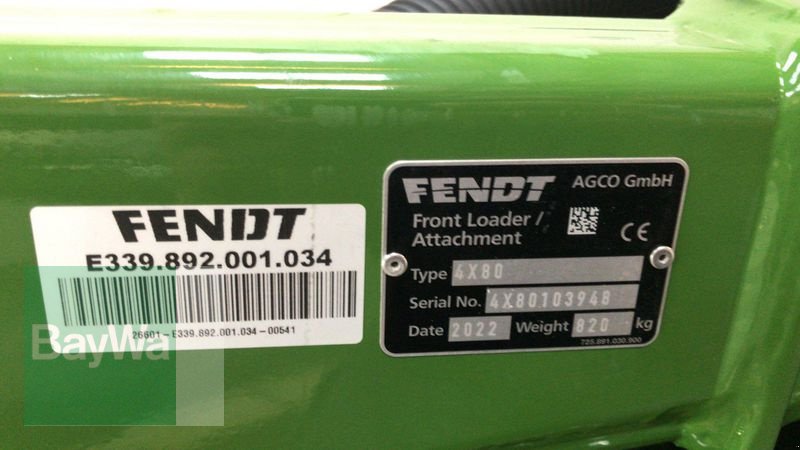 FENDT
E339.892.001.034
26601-E339.892.001.034-00541
BayWa
FENDT AGCO GmbH
Front Loader /
Attachment
CE
Type 4X80
Serial No. 4X80103948
Date 2022 Weight 820 kg
725.891.030.900